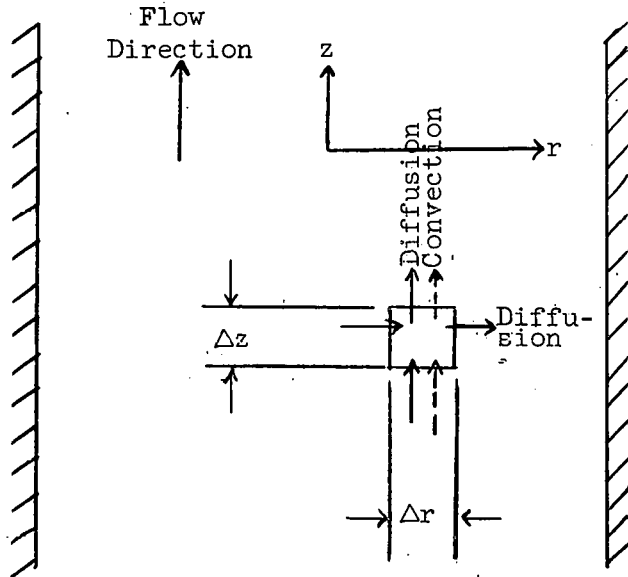 Flow
Direction
z
r
Diffusion
Convection
Δz
Diffu-
sion
Δr